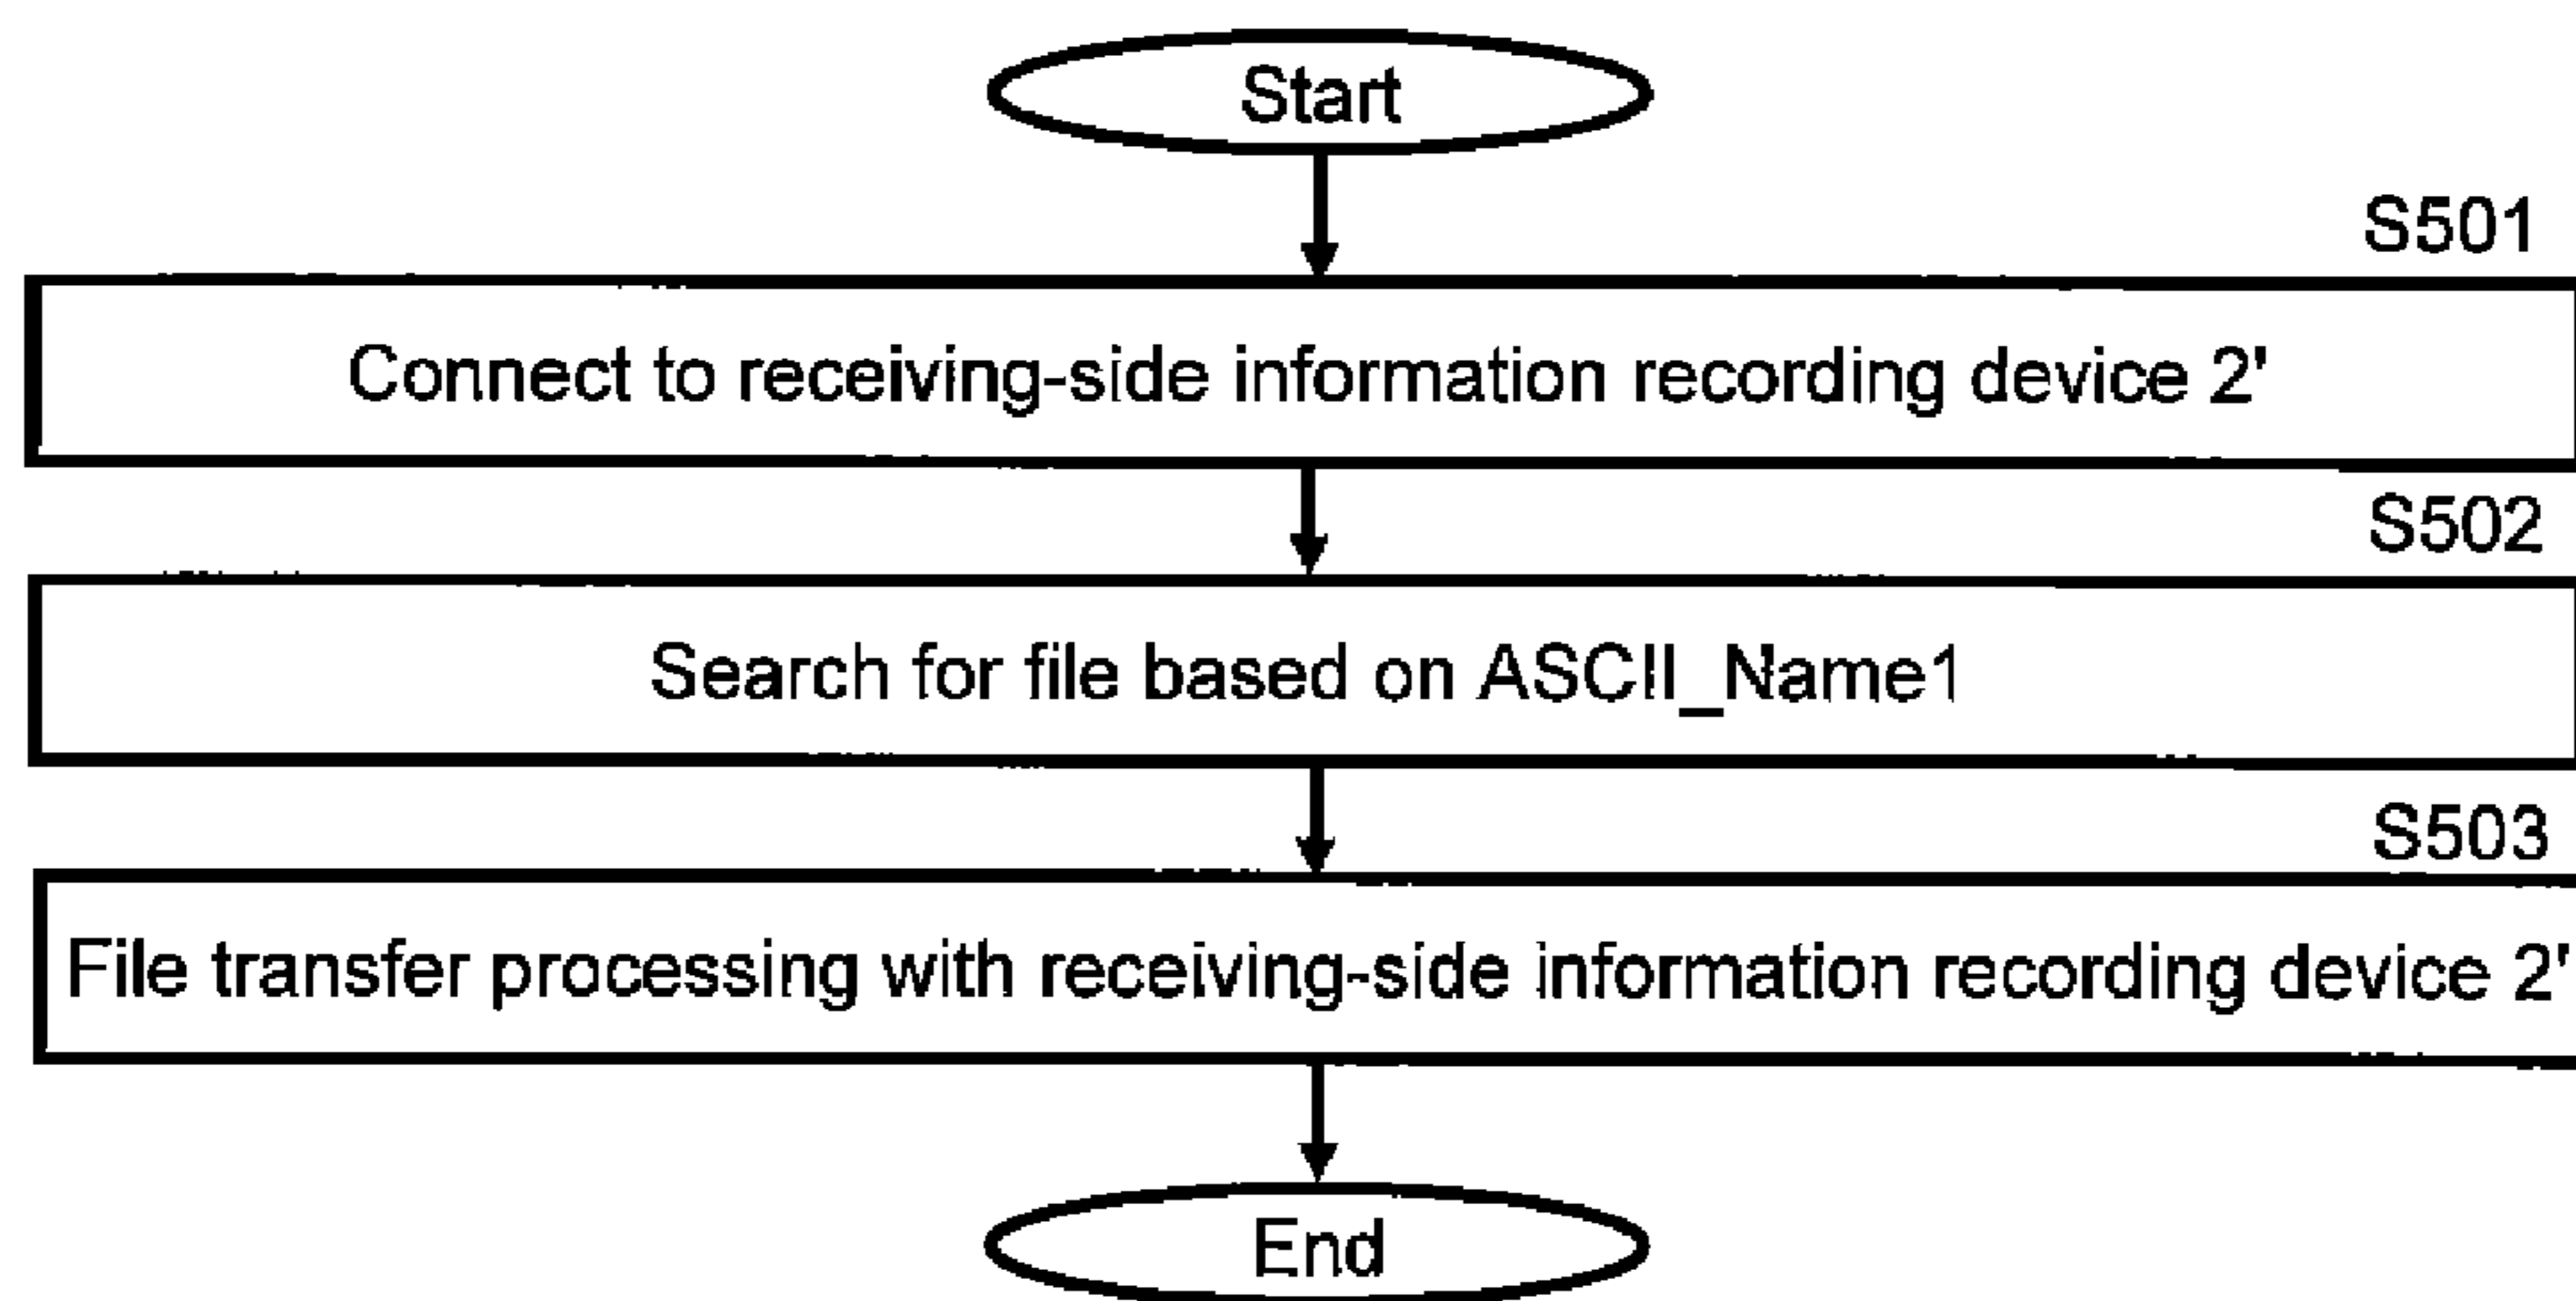 Start
S501
Connect to receiving-side information recording device 2'
S502
Search for file based on ASCII_Name1
S503
File transfer processing with receiving-side information recording device 2'
End